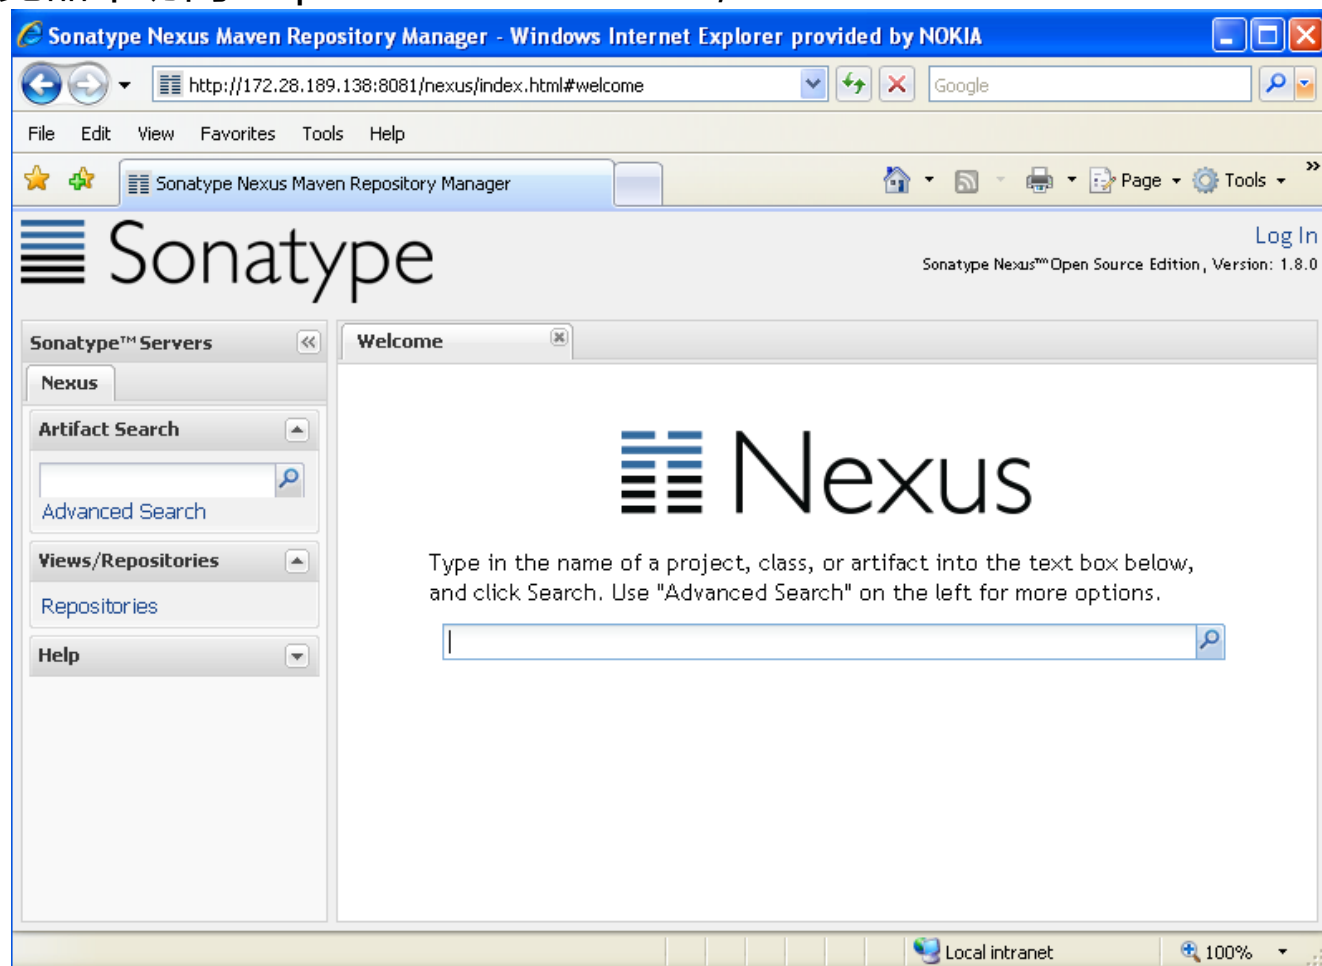 Sonatype Nexus Maven Repository Manager - Windows Internet Explorer provided by NOKIA
http://172.28.189.138:8081/nexus/index.html#welcome
Google
File Edit View Favorites Tools Help
Sonatype Nexus Maven Repository Manager
Page Tools »
Sonatype
Log In
Sonatype Nexus™ Open Source Edition, Version: 1.8.0
Sonatype™ Servers
Welcome
Nexus
Artifact Search
Advanced Search
Views/Repositories
Repositories
Help
Nexus
Type in the name of a project, class, or artifact into the text box below,
and click Search. Use "Advanced Search" on the left for more options.
Local intranet
100%